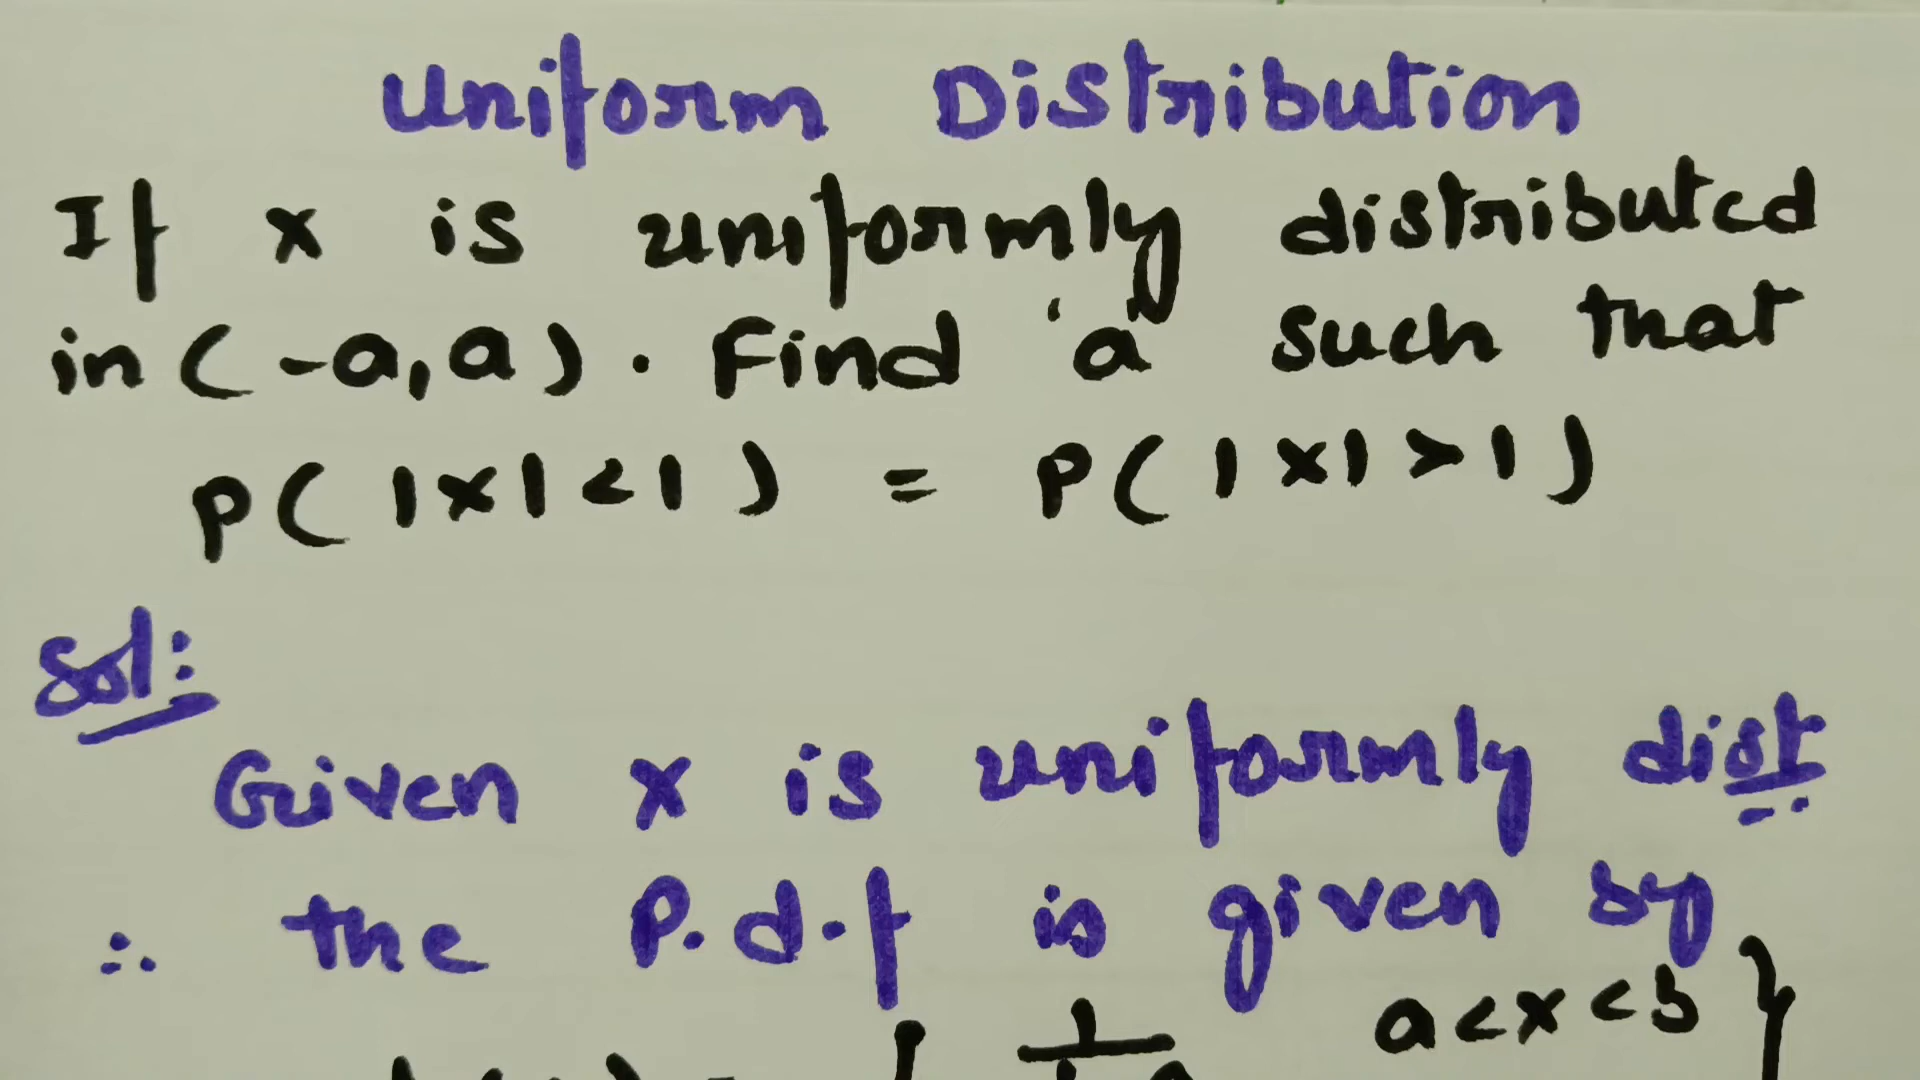 Uniform Distribution
If x is uniformly distributed
in (-a, a). Find 'a' such that
P( |x| < 1 ) = P( |x| > 1 )
Sol:
Given x is uniformly dist.
∴ the P.d.f is given by
a < x < b }
{ 1